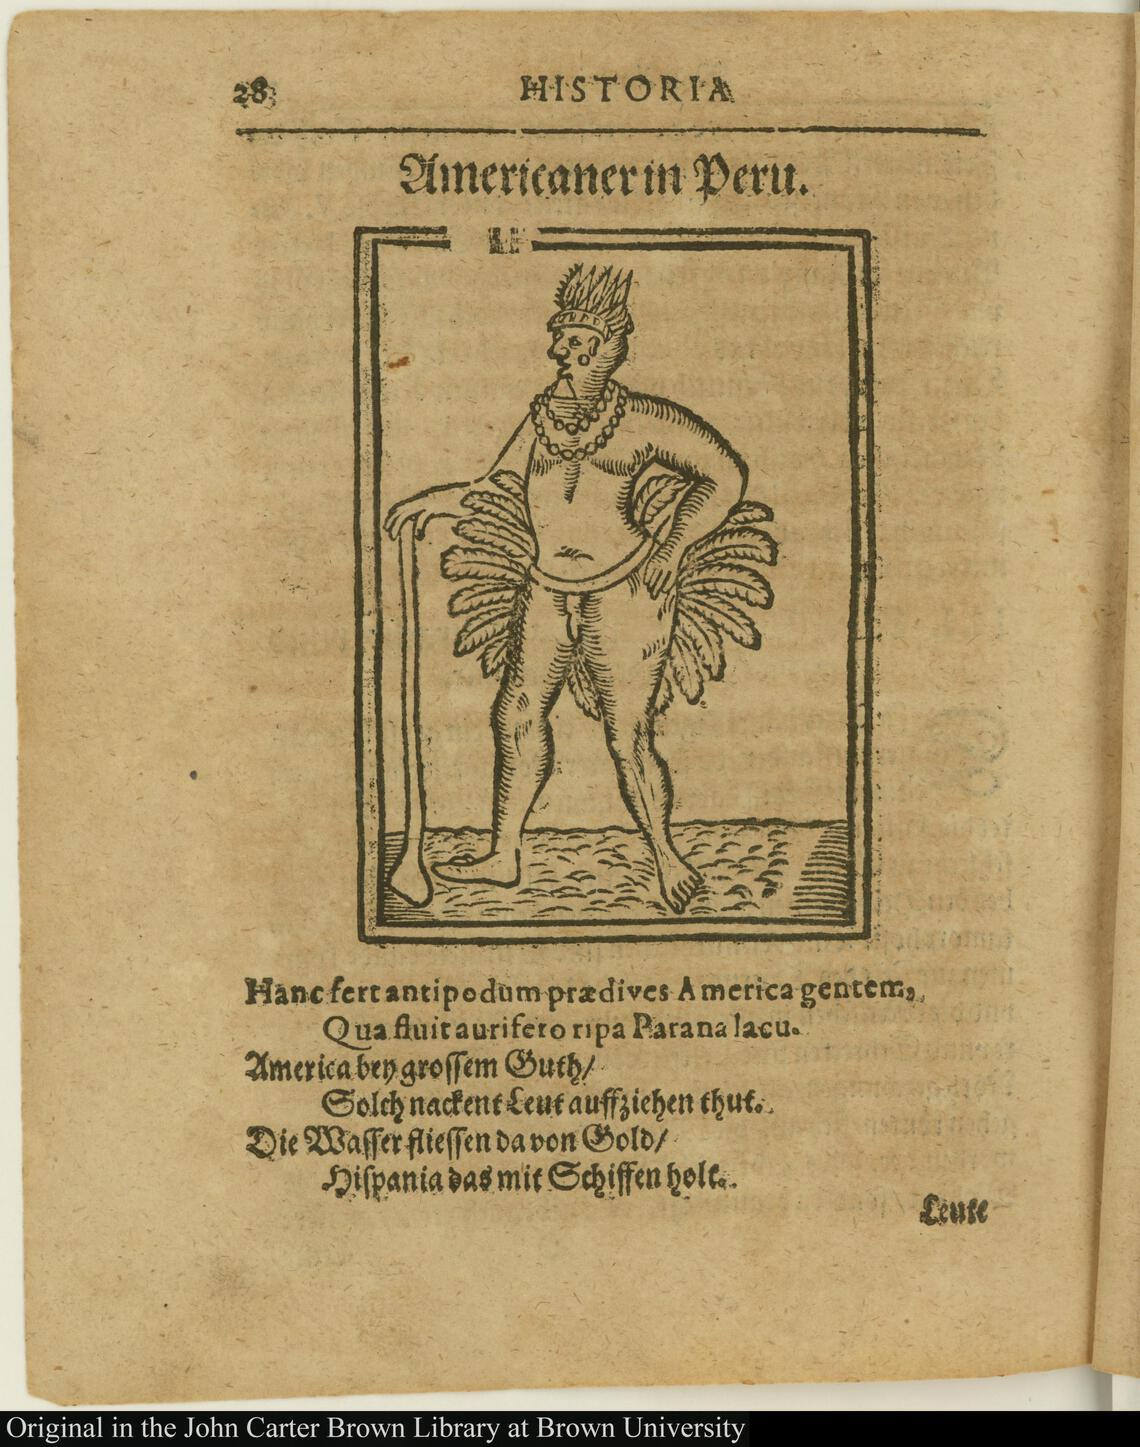 28 HISTORIA
Americaner in Peru.
Hanc fert antipodum prædives America gentem,
Qua fluit aurifero ripa Parana lacu.
America bey grossem Guth/
Solch nackent Leut auffziehen thut.
Die Wasser fliessen da von Gold/
Hispania das mit Schiffen holt.
Leute
Original in the John Carter Brown Library at Brown University